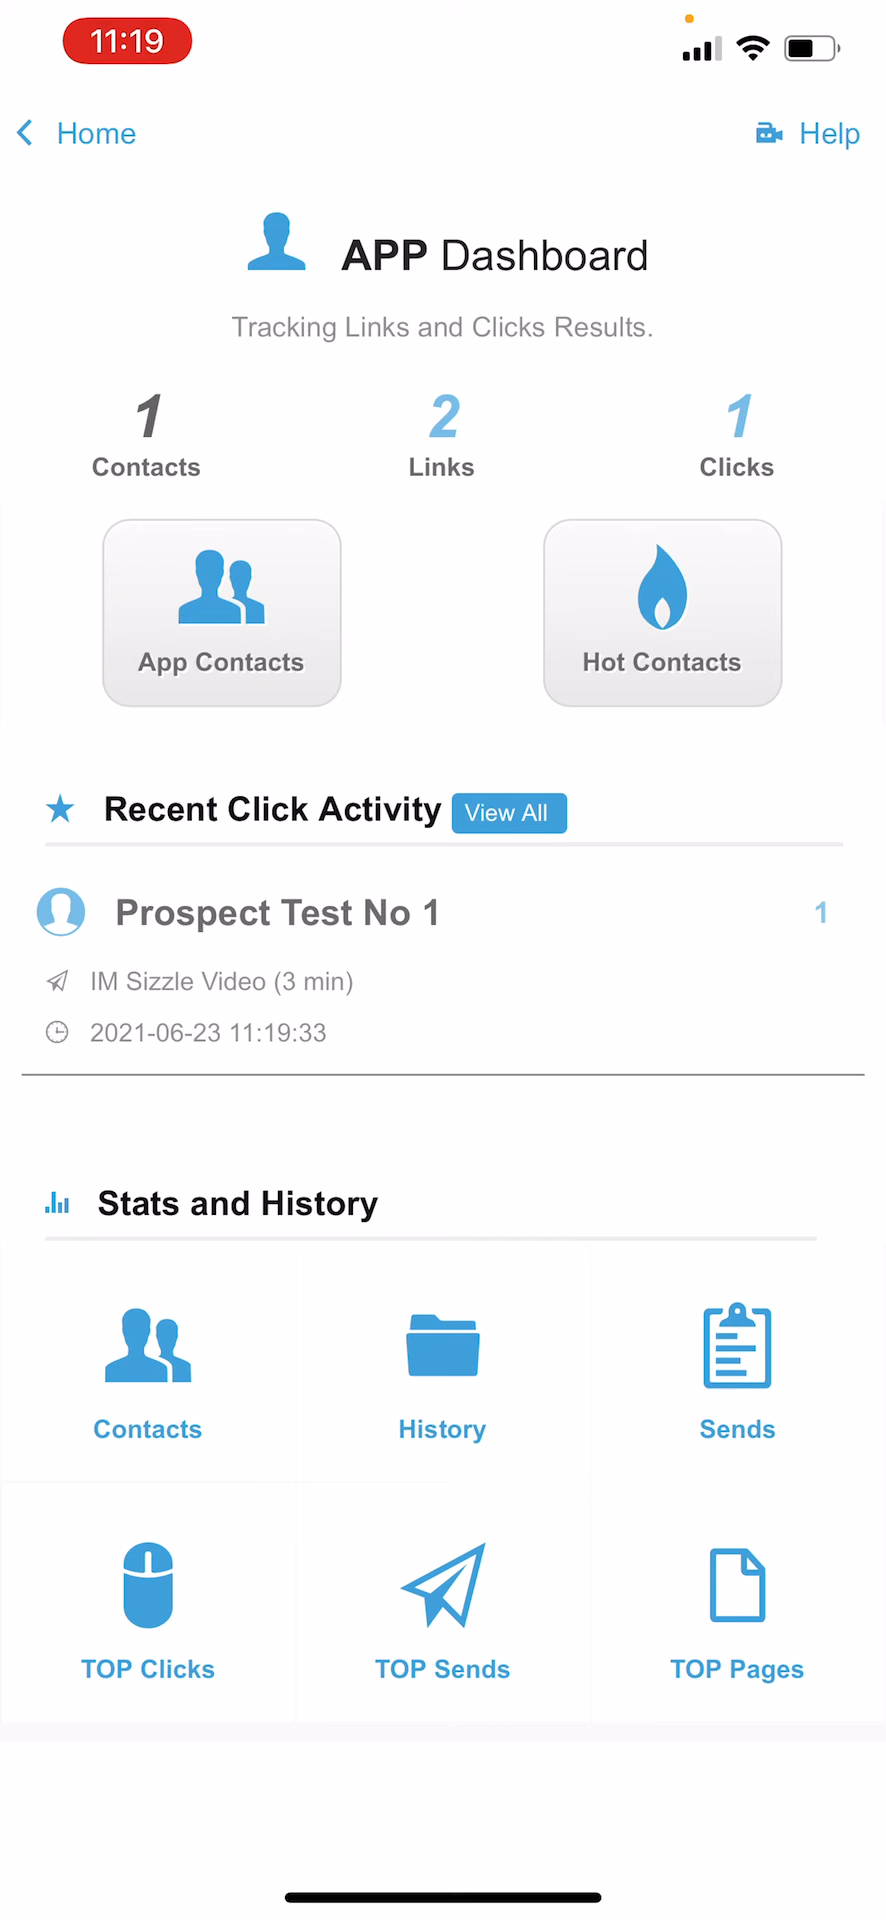 11:19
Home
Help
APP Dashboard
Tracking Links and Clicks Results.
1 2 1
Contacts Links Clicks
App Contacts Hot Contacts
Recent Click Activity View All
Prospect Test No 1 1
IM Sizzle Video (3 min)
2021-06-23 11:19:33
Stats and History
Contacts History Sends
TOP Clicks TOP Sends TOP Pages